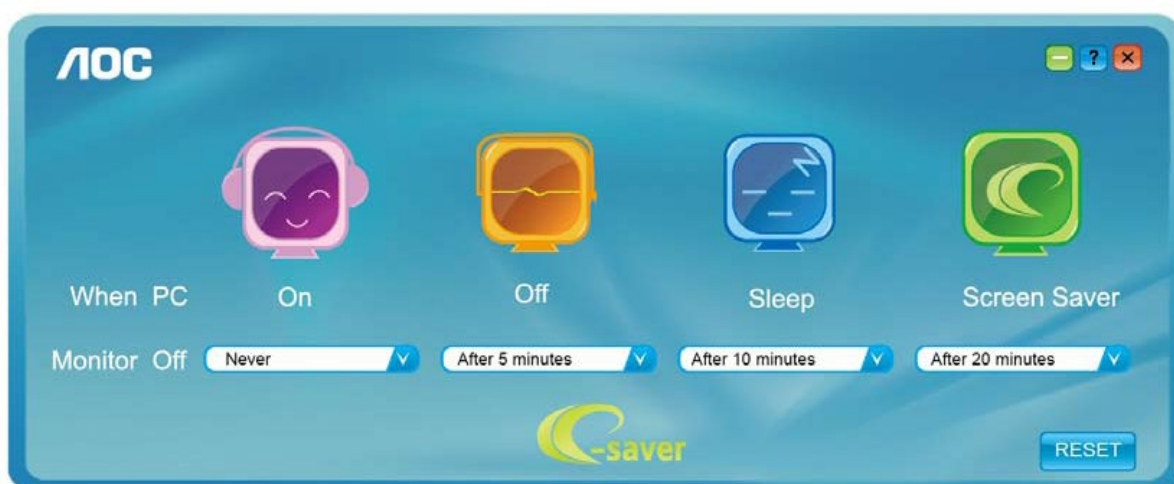 AOC
?
When PC On Off Sleep Screen Saver
Monitor Off Never After 5 minutes After 10 minutes After 20 minutes
e-saver
RESET